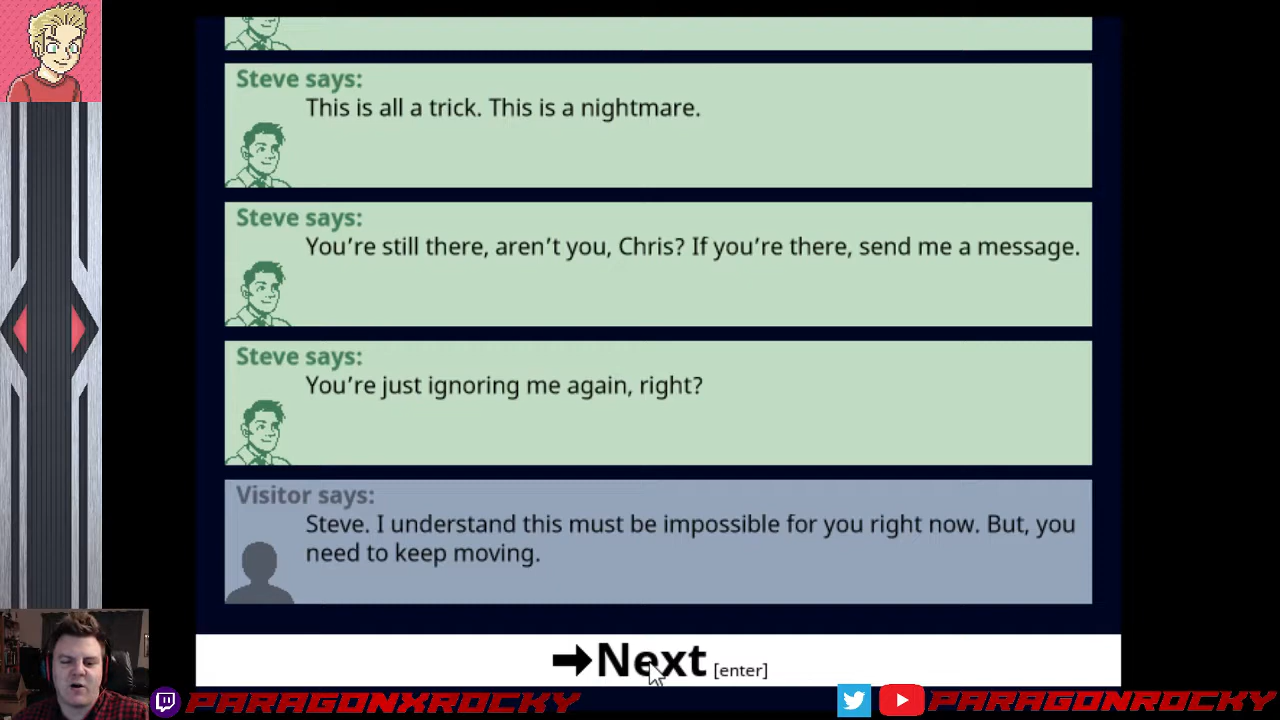 Steve says:
This is all a trick. This is a nightmare.
Steve says:
You're still there, aren't you, Chris? If you're there, send me a message.
Steve says:
You're just ignoring me again, right?
Visitor says:
Steve. I understand this must be impossible for you right now. But, you
need to keep moving.
➡Next [enter]
PARAGONXROCKY
PARAGONXROCKY